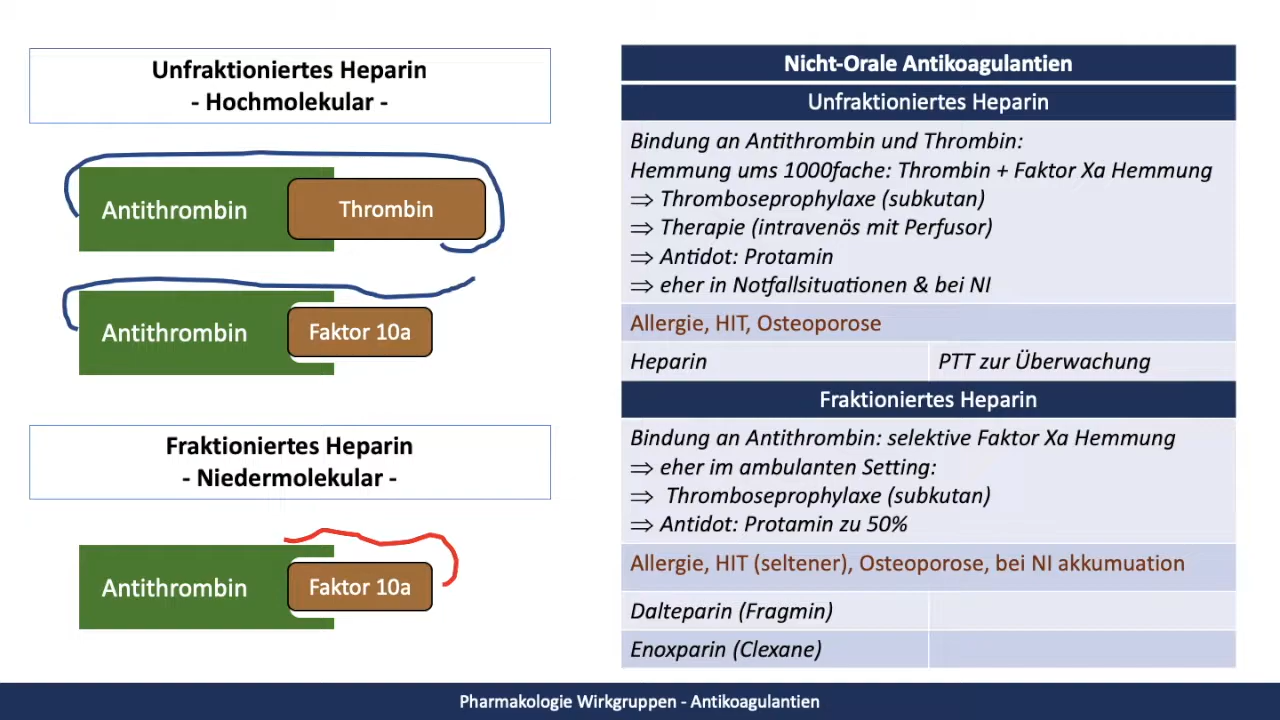 Unfraktioniertes Heparin
- Hochmolekular -
Antithrombin
Thrombin
Antithrombin
Faktor 10a
Fraktioniertes Heparin
- Niedermolekular -
Antithrombin
Faktor 10a
Nicht-Orale Antikoagulantien
Unfraktioniertes Heparin
Bindung an Antithrombin und Thrombin:
Hemmung ums 1000fache: Thrombin + Faktor Xa Hemmung
⇒ Thromboseprophylaxe (subkutan)
⇒ Therapie (intravenös mit Perfusor)
⇒ Antidot: Protamin
⇒ eher in Notfallsituationen & bei NI
Allergie, HIT, Osteoporose
Heparin
PTT zur Überwachung
Fraktioniertes Heparin
Bindung an Antithrombin: selektive Faktor Xa Hemmung
⇒ eher im ambulanten Setting:
⇒ Thromboseprophylaxe (subkutan)
⇒ Antidot: Protamin zu 50%
Allergie, HIT (seltener), Osteoporose, bei NI akkumuation
Dalteparin (Fragmin)
Enoxparin (Clexane)
Pharmakologie Wirkgruppen - Antikoagulantien